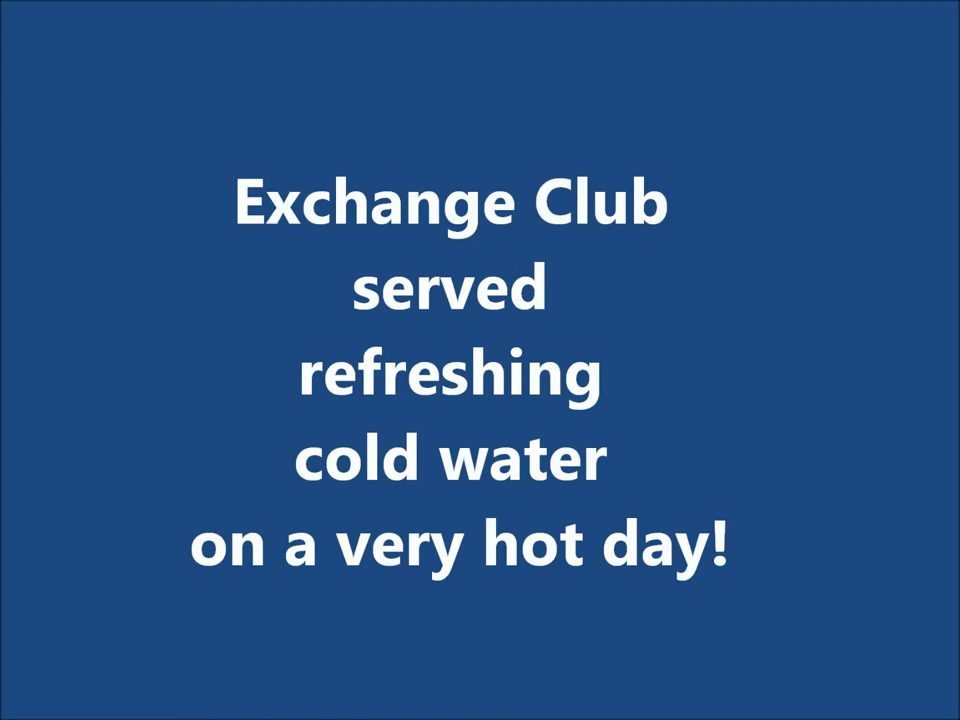 Exchange Club
served
refreshing
cold water
on a very hot day!